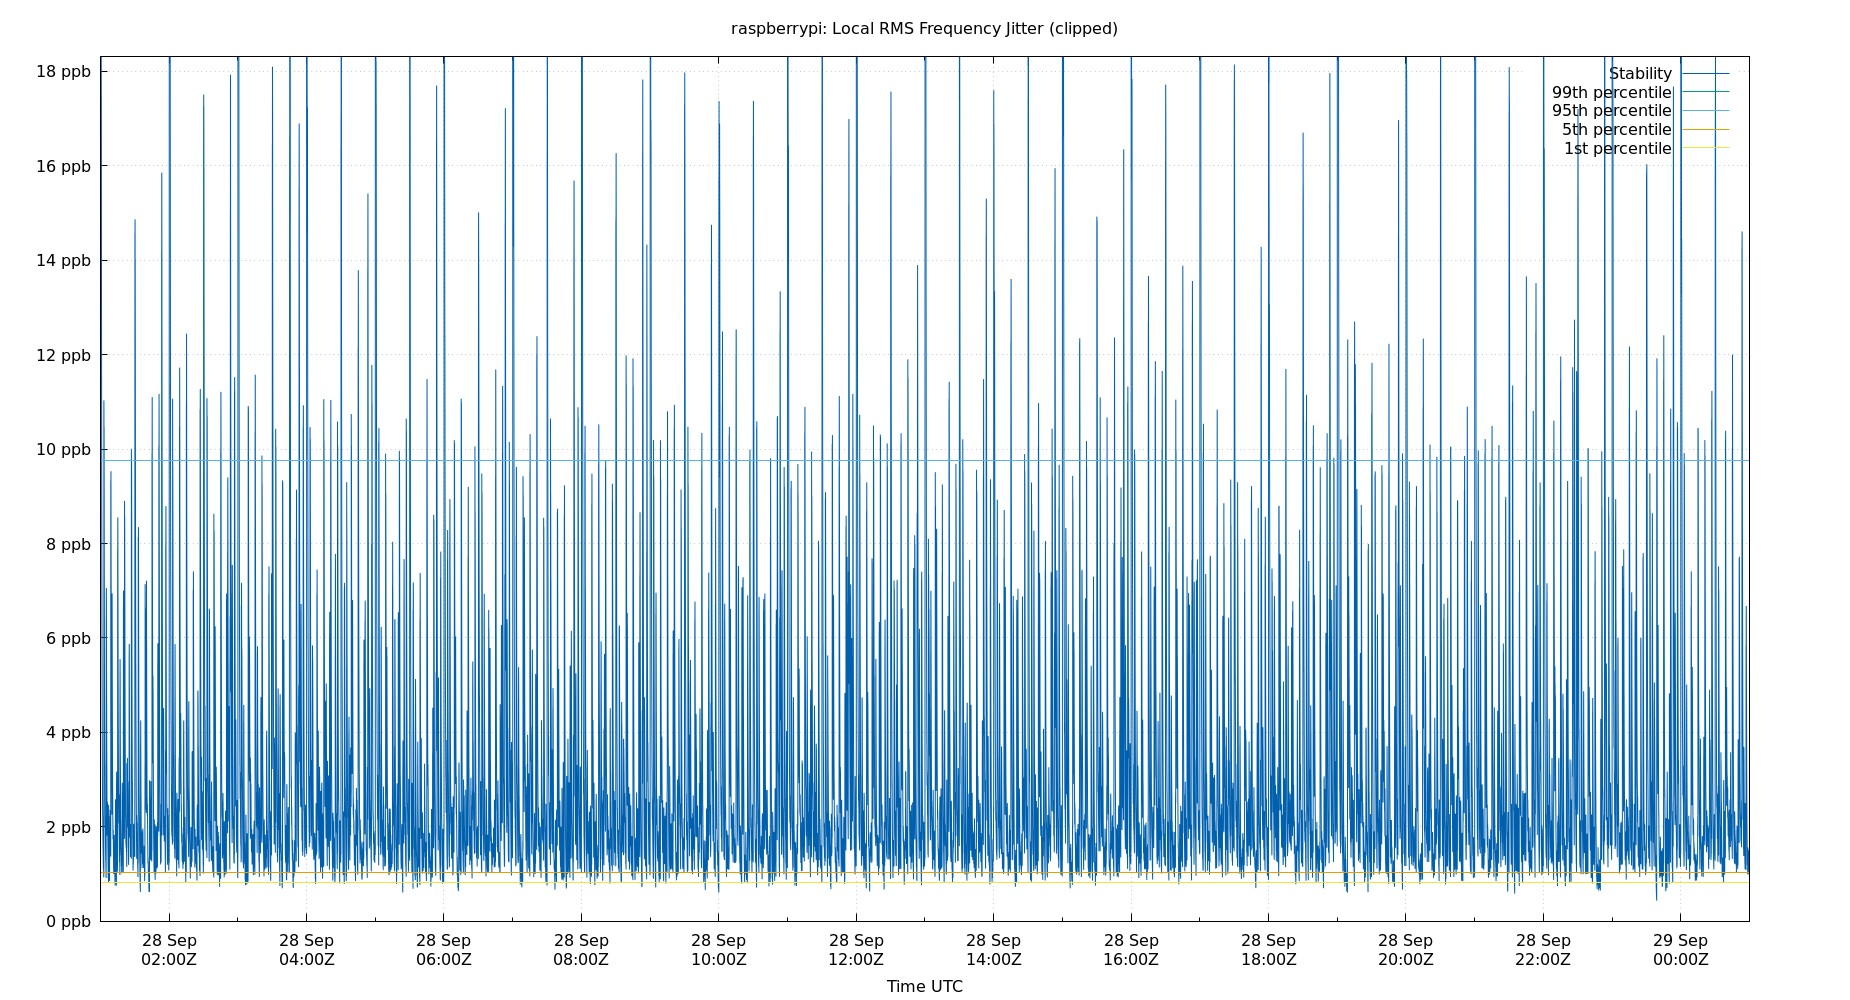 raspberrypi: Local RMS Frequency Jitter (clipped)
18 ppb
16 ppb
14 ppb
12 ppb
10 ppb
8 ppb
6 ppb
4 ppb
2 ppb
0 ppb
Stability
99th percentile
95th percentile
5th percentile
1st percentile
28 Sep 28 Sep 28 Sep 28 Sep 28 Sep 28 Sep 28 Sep 28 Sep 28 Sep 28 Sep 28 Sep 29 Sep
02:00Z 04:00Z 06:00Z 08:00Z 10:00Z 12:00Z 14:00Z 16:00Z 18:00Z 20:00Z 22:00Z 00:00Z
Time UTC